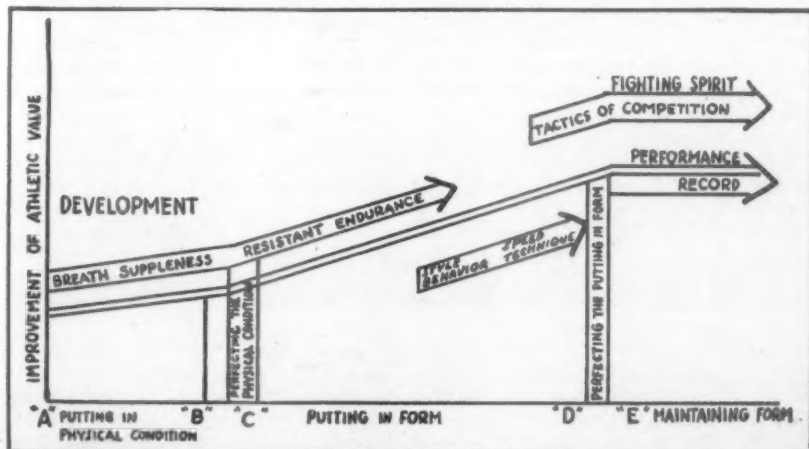 IMPROVEMENT OF ATHLETIC VALUE
DEVELOPMENT
BREATH SUPPLENESS
RESISTANT ENDURANCE
PERFECTING THE
PHYSICAL CONDITION
STYLE SPEED
BEHAVIOR TECHNIQUE
FIGHTING SPIRIT
TACTICS OF COMPETITION
PERFORMANCE
RECORD
PERFECTING THE PUTTING IN FORM
"A" PUTTING IN
PHYSICAL CONDITION
"B"
"C"
PUTTING IN FORM
"D"
"E" MAINTAINING FORM